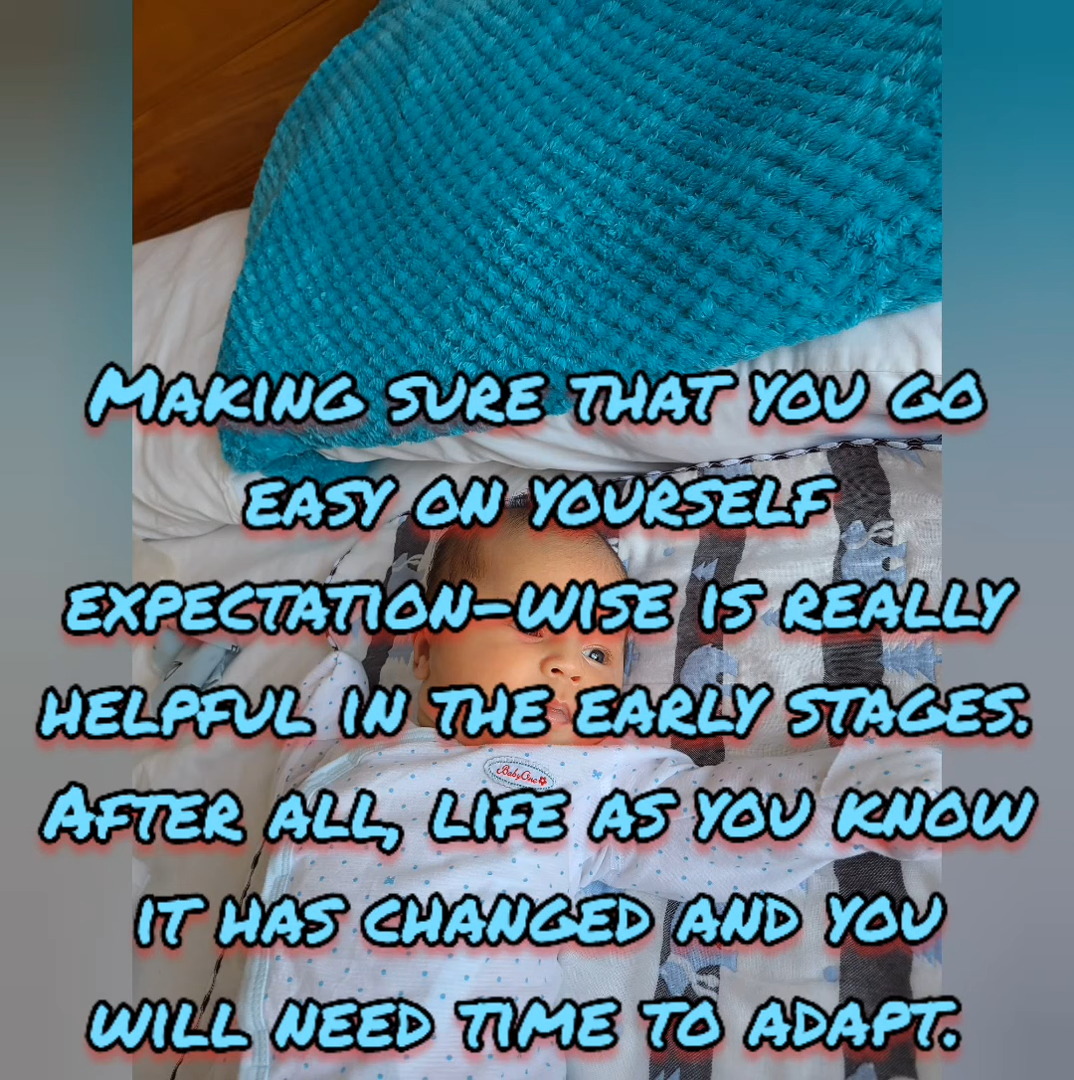 Making sure that you go
easy on yourself
expectation-wise is really
helpful in the early stages.
After all, life as you know
it has changed and you
will need time to adapt.
BabyOne